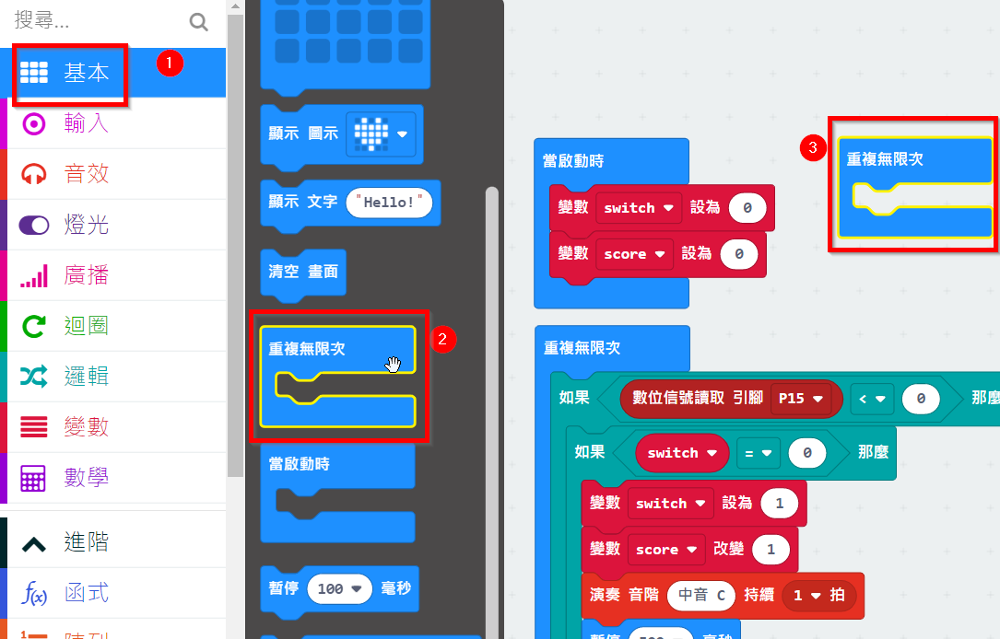 搜尋...
基本
1
輸入
音效
燈光
廣播
迴圈
邏輯
變數
數學
進階
f(x) 函式
顯示 圖示
顯示 文字 "Hello!"
清空 畫面
重複無限次
2
當啟動時
暫停 100 毫秒
當啟動時
變數 switch 設為 0
變數 score 設為 0
3
重複無限次
重複無限次
如果 數位信號讀取 引腳 P15 < 0 那麼
如果 switch = 0 那麼
變數 switch 設為 1
變數 score 改變 1
演奏 音階 中音 C 持續 1 拍